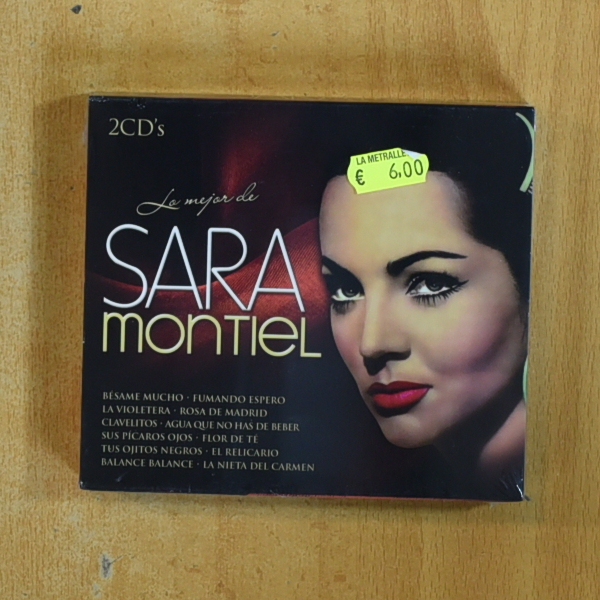 2CD's
LA METRALLE
€ 6,00
Lo mejor de
SARA
MONTIEL
BÉSAME MUCHO · FUMANDO ESPERO
LA VIOLETERA · ROSA DE MADRID
CLAVELITOS · AGUA QUE NO HAS DE BEBER
SUS PÍCAROS OJOS · FLOR DE TÉ
TUS OJITOS NEGROS · EL RELICARIO
BALANCE BALANCE · LA NIETA DEL CARMEN